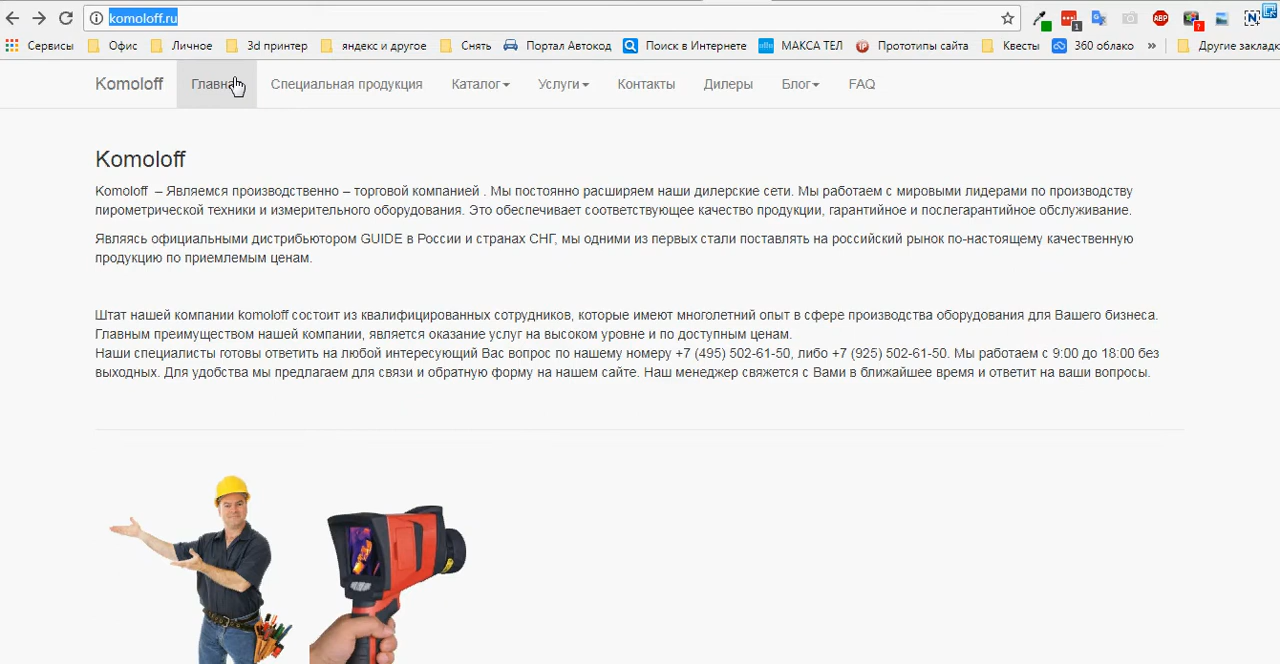 komoloff.ru
1
ABP
?
N
Сервисы Офис Личное 3d принтер яндекс и другое Снять Портал Автокод Поиск в Интернете МАКСА ТЕЛ Прототипы сайта Квесты 360 облако » Другие заклад
Komoloff Главна Специальная продукция Каталог Услуги Контакты Дилеры Блог FAQ
Komoloff
Komoloff – Являемся производственно – торговой компанией . Мы постоянно расширяем наши дилерские сети. Мы работаем с мировыми лидерами по производству
пирометрической техники и измерительного оборудования. Это обеспечивает соответствующее качество продукции, гарантийное и послегарантийное обслуживание.
Являясь официальными дистрибьютором GUIDE в России и странах СНГ, мы одними из первых стали поставлять на российский рынок по-настоящему качественную
продукцию по приемлемым ценам.
Штат нашей компании komoloff состоит из квалифицированных сотрудников, которые имеют многолетний опыт в сфере производства оборудования для Вашего бизнеса.
Главным преимуществом нашей компании, является оказание услуг на высоком уровне и по доступным ценам.
Наши специалисты готовы ответить на любой интересующий Вас вопрос по нашему номеру +7 (495) 502-61-50, либо +7 (925) 502-61-50. Мы работаем с 9:00 до 18:00 без
выходных. Для удобства мы предлагаем для связи и обратную форму на нашем сайте. Наш менеджер свяжется с Вами в ближайшее время и ответит на ваши вопросы.